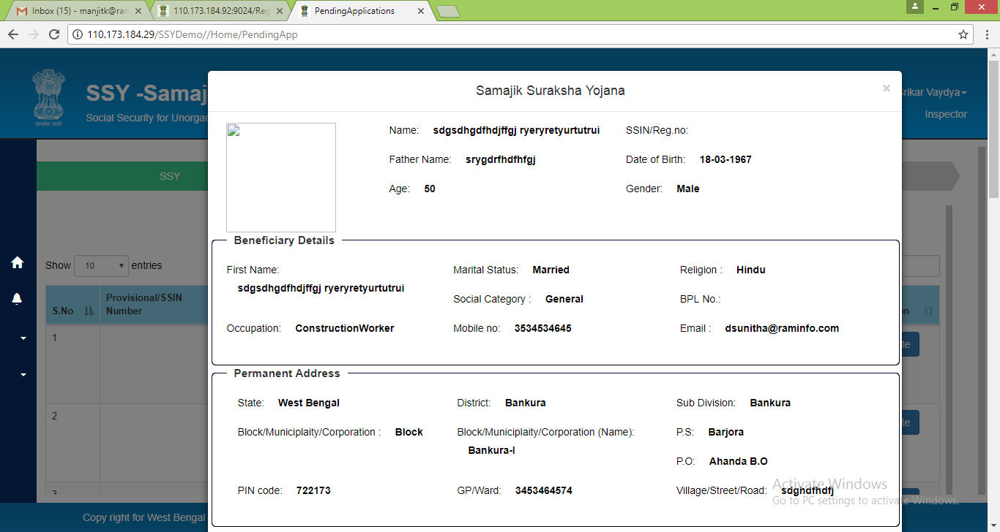 Inbox (15) - manjitk@ran
110.173.184.92:9024/Reg
PendingApplications
110.173.184.29/SSYDemo//Home/PendingApp
SSY -Samaj
Social Security for Unorgan
Srikar Vaydya
Inspector
Samajik Suraksha Yojana
×
Name: sdgsdhgdfhdjffgj ryeryretyurtutrui SSIN/Reg.no:
Father Name: srygdrfhdfhfgj Date of Birth: 18-03-1967
Age: 50 Gender: Male
SSY
Beneficiary Details
First Name: Marital Status: Married Religion : Hindu
sdgsdhgdfhdjffgj ryeryretyurtutrui
Social Category : General BPL No.:
Occupation: ConstructionWorker Mobile no: 3534534645 Email : dsunitha@raminfo.com
Show 10 entries
S.No
Provisional/SSIN
Number
on
1
te
2
te
3
Permanent Address
State: West Bengal District: Bankura Sub Division: Bankura
Block/Municiplaity/Corporation : Block Block/Municiplaity/Corporation (Name): P.S: Barjora
Bankura-I
P.O: Ahanda B.O
PIN code: 722173 GP/Ward: 3453464574 Village/Street/Road: sdgndfhdfj
Activate Windows
Go to PC settings to activate Windows.
Copy right for West Bengal